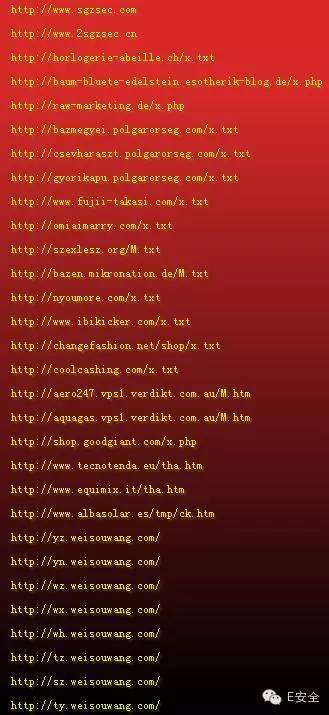 http://www.sgzsec.com
http://www.2sgzsec.cn
http://horlogerie-abeille.ch/x.txt
http://baum-bluete-edelstein.esotherik-blog.de/x.php
http://raw-marketing.de/x.php
http://bazmegyei.polgarorseg.com/x.txt
http://csevharaszt.polgarorseg.com/x.txt
http://gyorikapu.polgarorseg.com/x.txt
http://www.fujii-takasi.com/x.txt
http://omiaimarry.com/x.txt
http://szexlesz.org/M.txt
http://bazen.mikronation.de/M.txt
http://nyoumore.com/x.txt
http://www.ibikicker.com/x.txt
http://changefashion.net/shop/x.txt
http://coolcashing.com/x.txt
http://aero247.vps1.verdikt.com.au/M.htm
http://aquagas.vps1.verdikt.com.au/M.htm
http://shop.goodgiant.com/x.php
http://www.tecnotenda.eu/tha.htm
http://www.equimix.it/tha.htm
http://www.albasolar.es/tmp/ck.htm
http://yz.weisouwang.com/
http://yn.weisouwang.com/
http://wz.weisouwang.com/
http://wx.weisouwang.com/
http://wh.weisouwang.com/
http://tz.weisouwang.com/
http://sz.weisouwang.com/
http://ty.weisouwang.com/
E安全